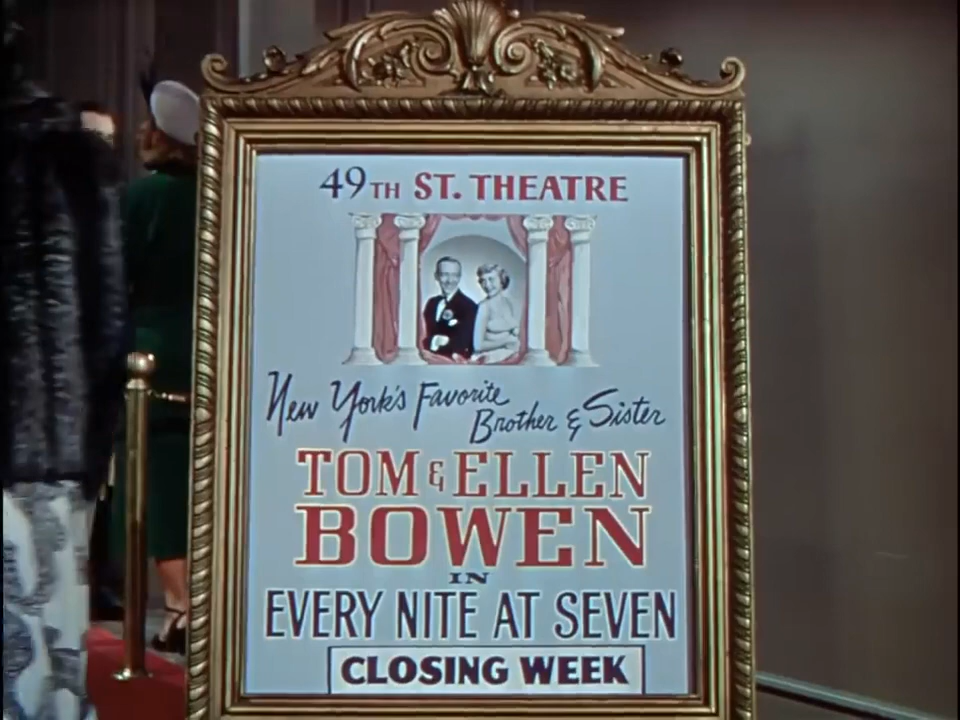 49TH ST. THEATRE
New York's Favorite
Brother & Sister
TOM & ELLEN
BOWEN
IN
EVERY NITE AT SEVEN
CLOSING WEEK